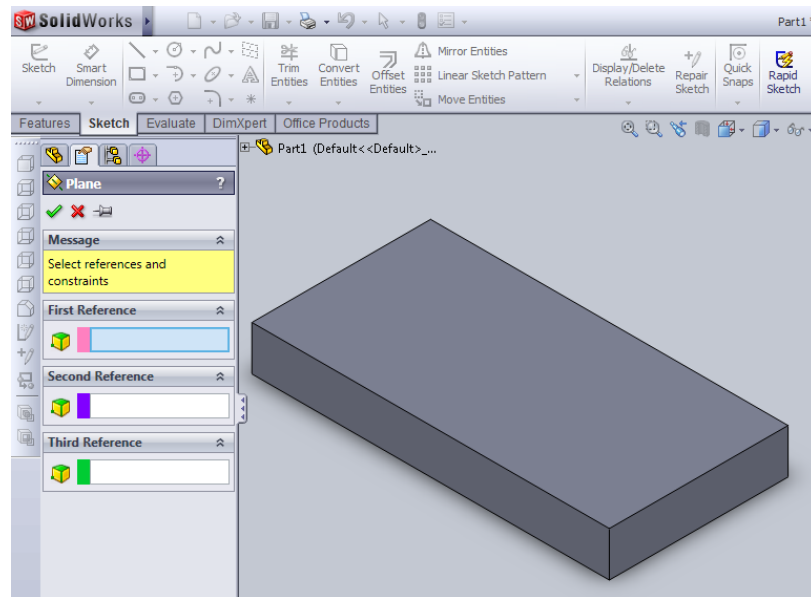 SW SolidWorks
Part1
Sketch
Smart Dimension
Trim Entities
Convert Entities
Offset Entities
Mirror Entities
Linear Sketch Pattern
Move Entities
Display/Delete Relations
Repair Sketch
Quick Snaps
Rapid Sketch
Features Sketch Evaluate DimXpert Office Products
Part1 (Default<<Default>_...
Plane ?
Message
Select references and
constraints
First Reference
Second Reference
Third Reference